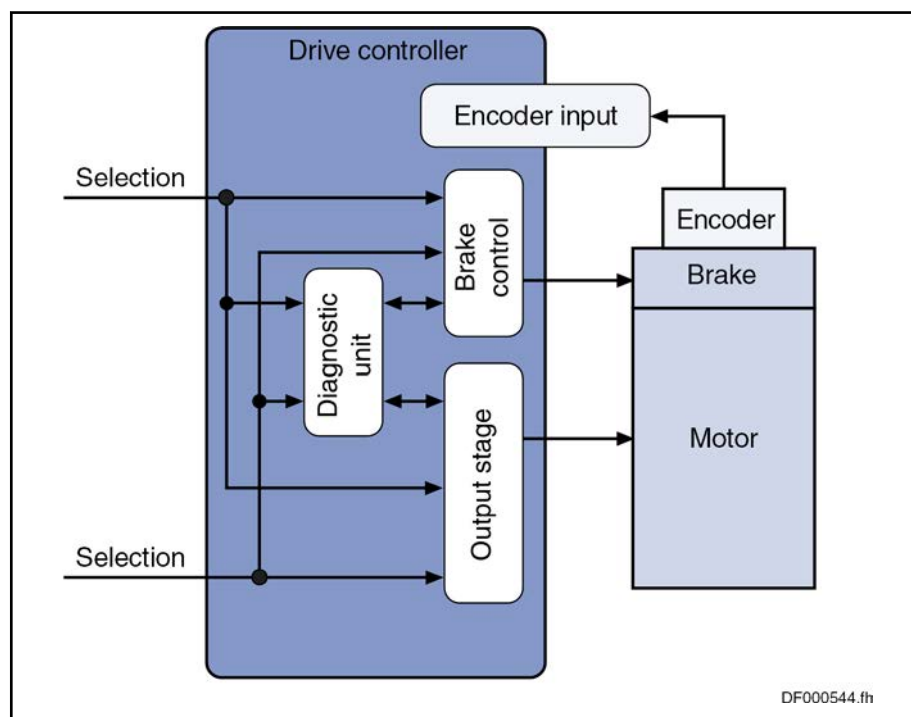 Drive controller
Encoder input
Selection
Encoder
Brake
control
Brake
Diagnostic
unit
Motor
Output stage
Selection
DF000544.fh